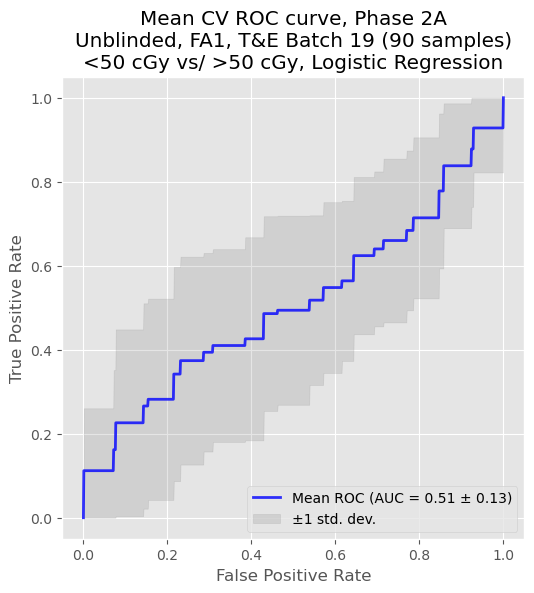 Mean CV ROC curve, Phase 2A
Unblinded, FA1, T&E Batch 19 (90 samples)
<50 cGy vs/ >50 cGy, Logistic Regression
1.0
0.8
0.6
0.4
0.2
0.0
True Positive Rate
Mean ROC (AUC = 0.51 ± 0.13)
±1 std. dev.
0.0 0.2 0.4 0.6 0.8 1.0
False Positive Rate